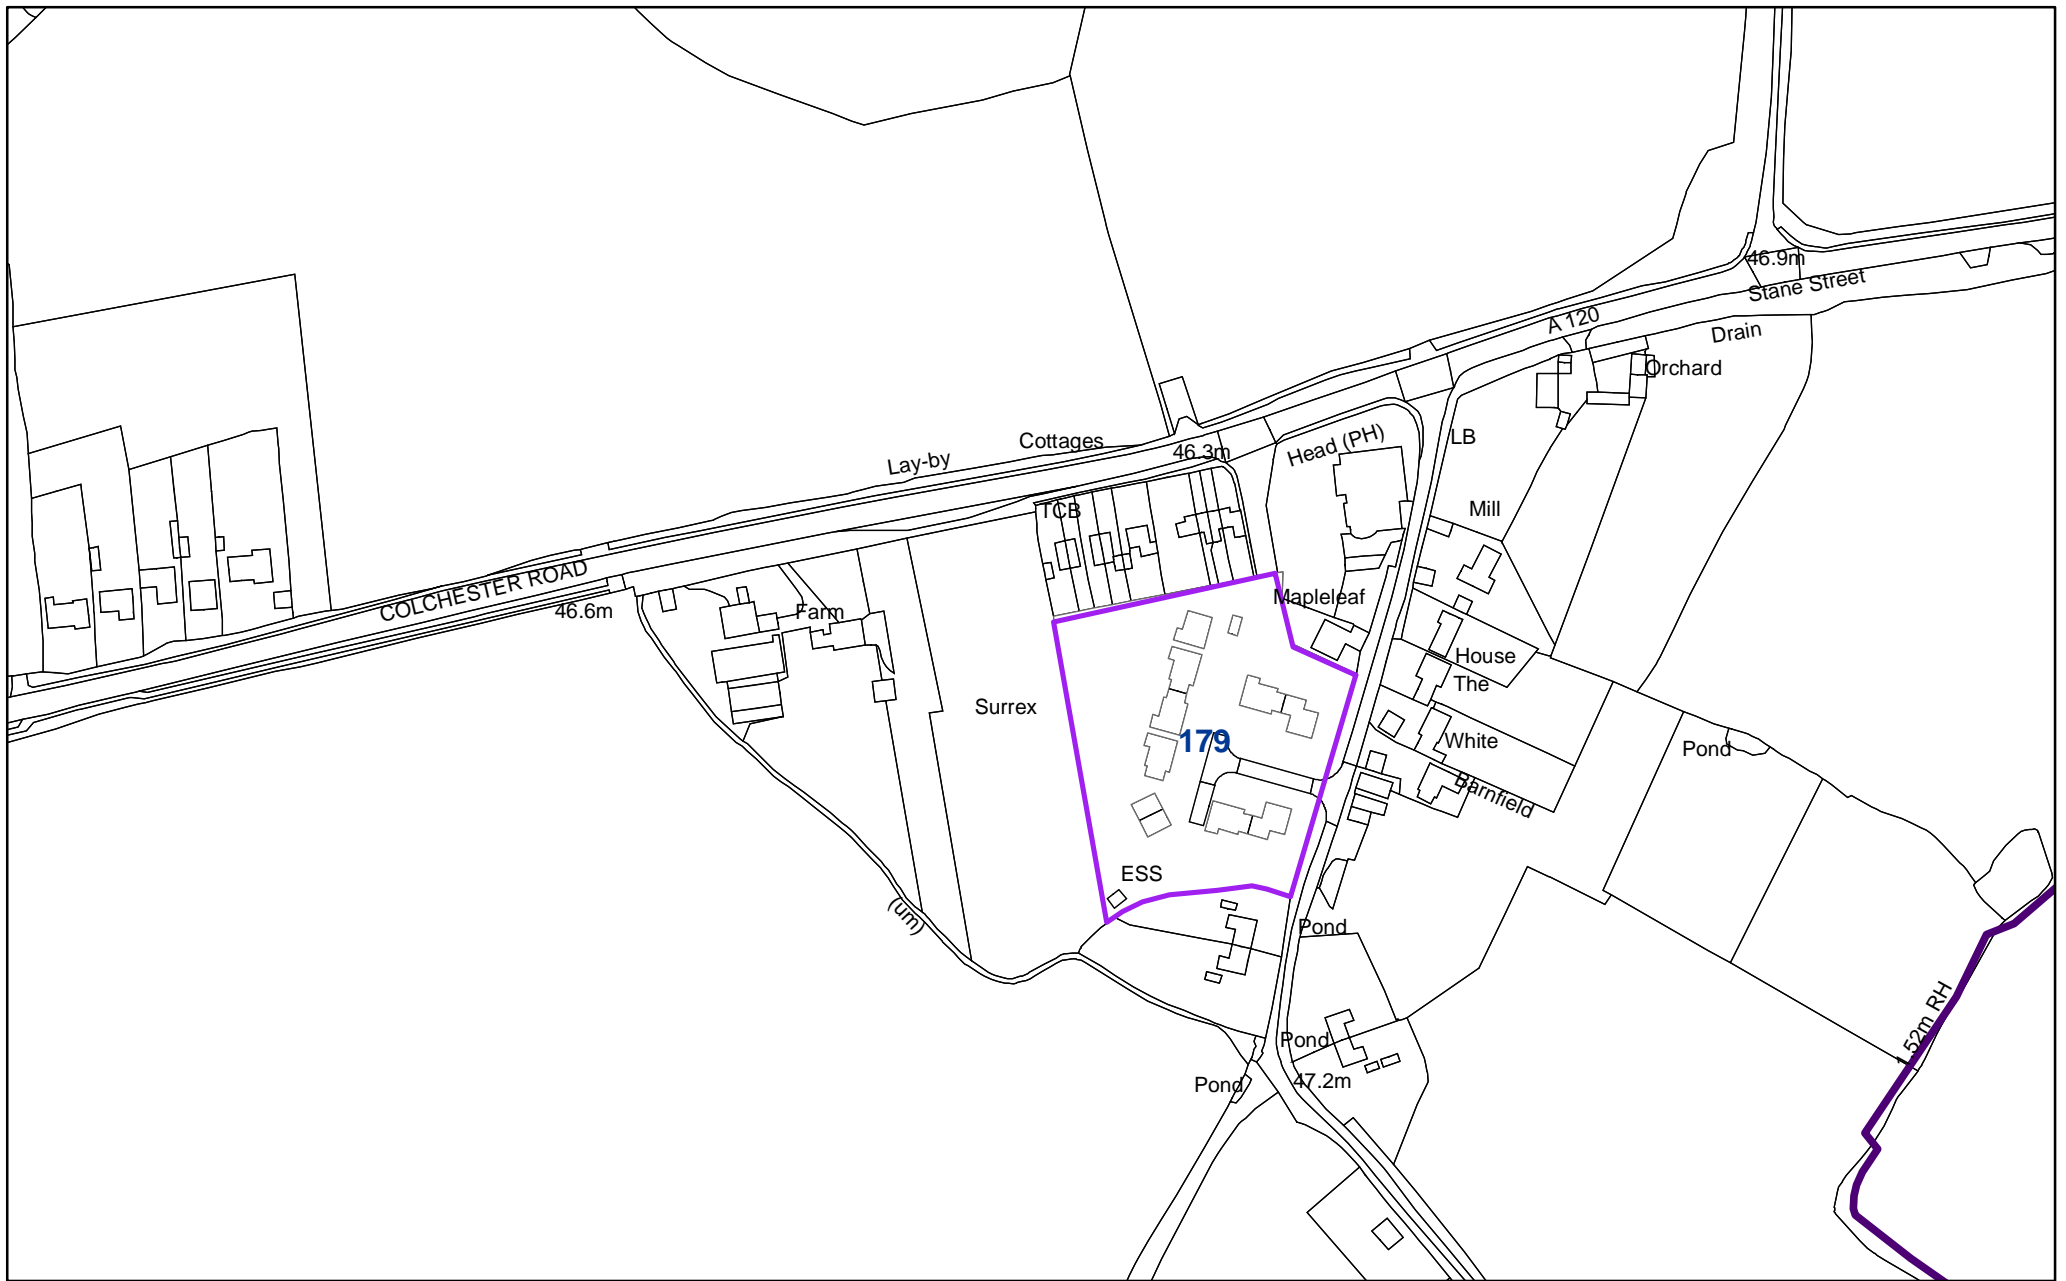 46.9m
Stane Street
A 120
Drain
Orchard
Cottages
Head (PH)
LB
46.3m
Lay-by
TCB
Mill
COLCHESTER ROAD
46.6m
Farm
Mapleleaf
House
The
Surrex
179
White
Pond
Barnfield
ESS
(um)
Pond
1.52m RH
Pond
Pond
47.2m